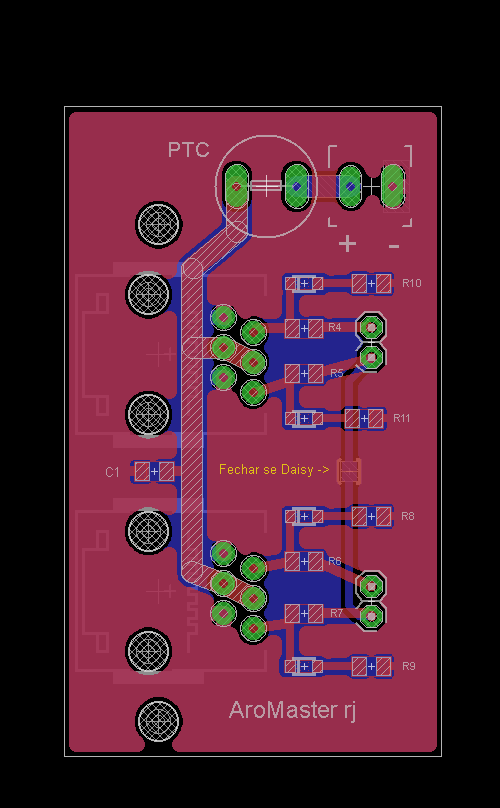 PTC
+ -
R10
R4
R5
R11
C1
Fechar se Daisy ->
R8
R6
R7
R9
AroMaster rj